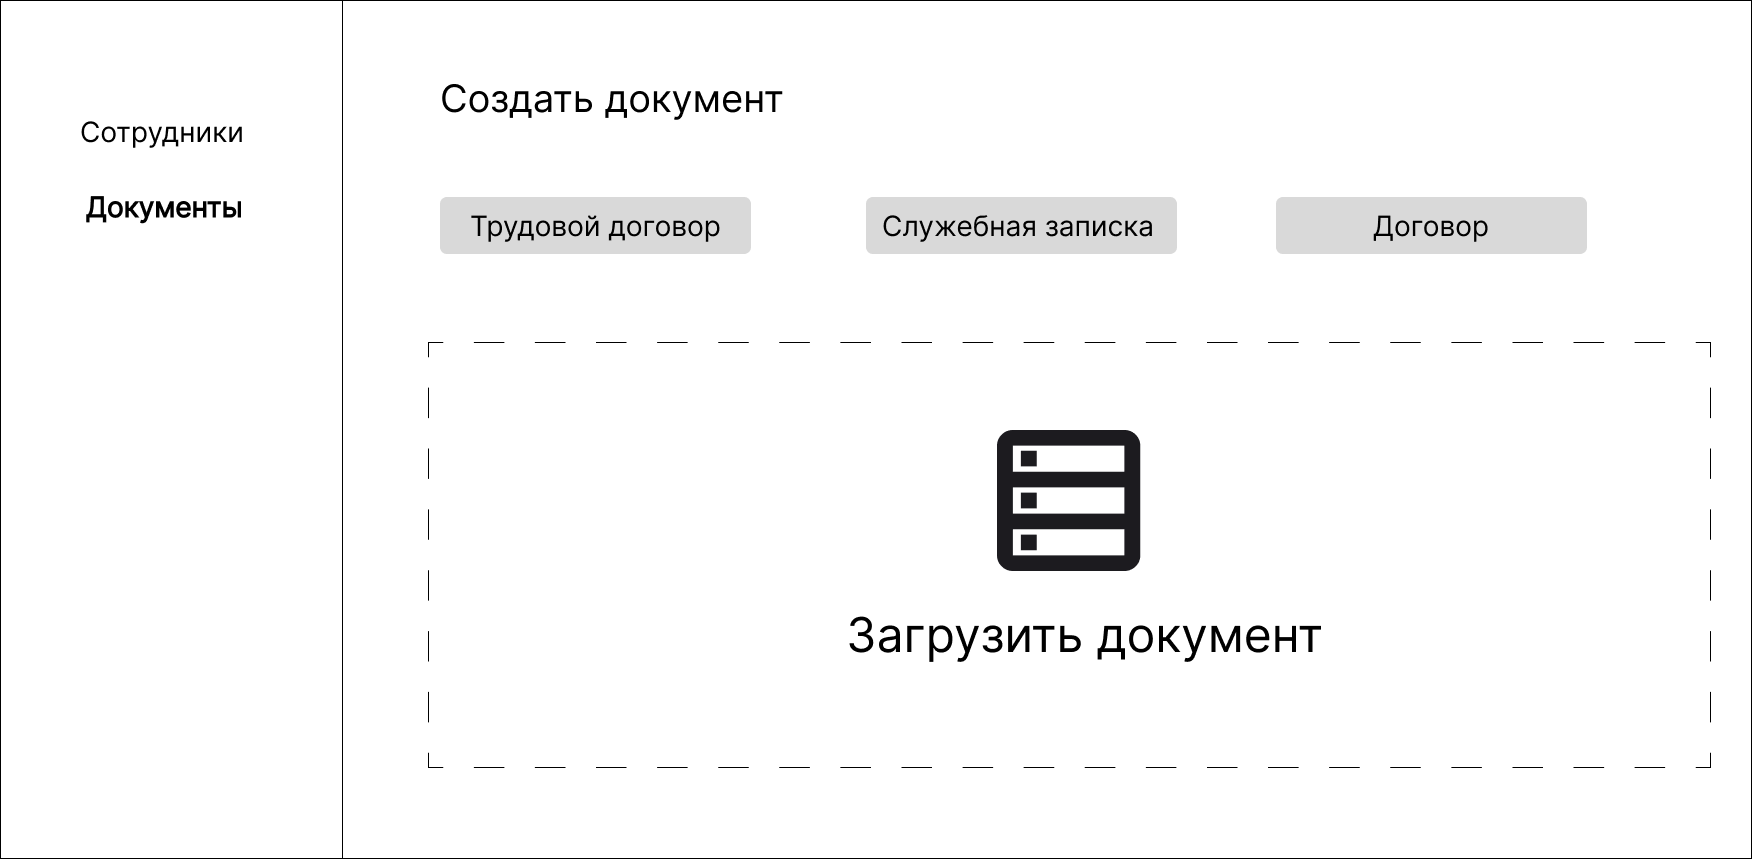 Сотрудники
Документы
Создать документ
Трудовой договор
Служебная записка
Договор
Загрузить документ